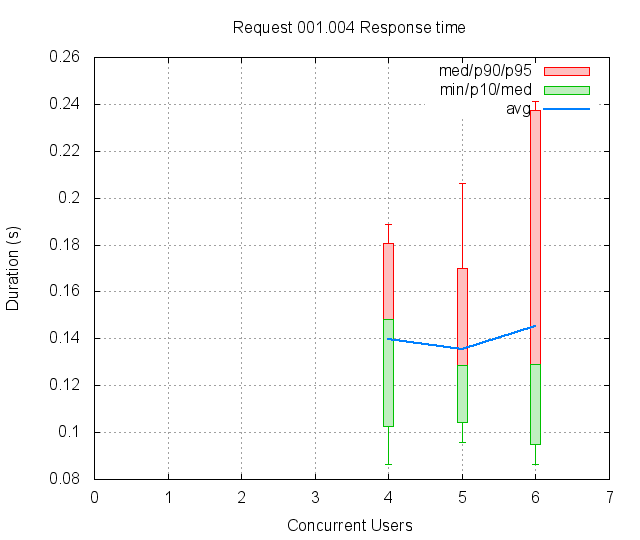 Request 001.004 Response time
med/p90/p95
min/p10/med
avg
0.26
0.24
0.22
0.2
0.18
0.16
0.14
0.12
0.1
0.08
Duration (s)
0 1 2 3 4 5 6 7
Concurrent Users